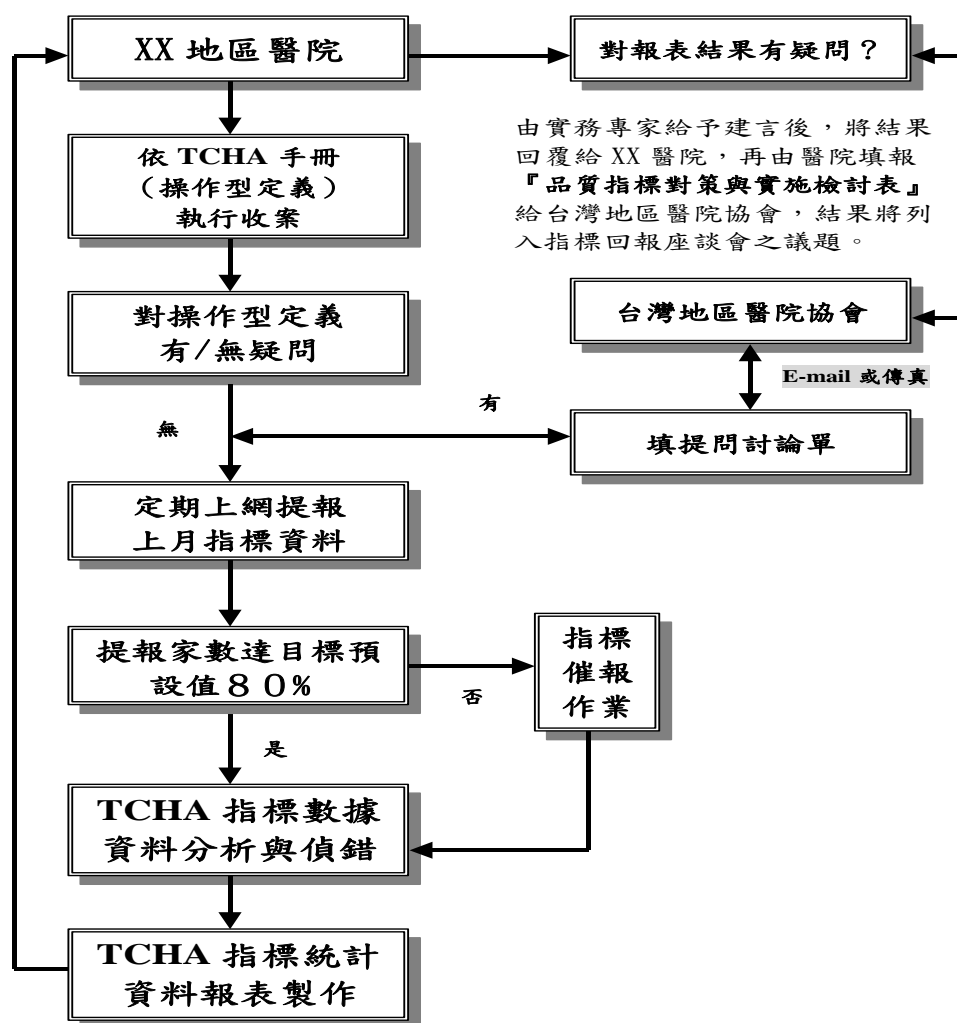 XX 地區醫院
對報表結果有疑問？
依 TCHA 手冊
（操作型定義）
執行收案
由實務專家給予建言後，將結果
回覆給 XX 醫院，再由醫院填報
『品質指標對策與實施檢討表』
給台灣地區醫院協會，結果將列
入指標回報座談會之議題。
對操作型定義
有/無疑問
台灣地區醫院協會
E-mail 或傳真
有
無
填提問討論單
定期上網提報
上月指標資料
提報家數達目標預
設值８０%
否
指標
催報
作業
是
TCHA 指標數據
資料分析與偵錯
TCHA 指標統計
資料報表製作